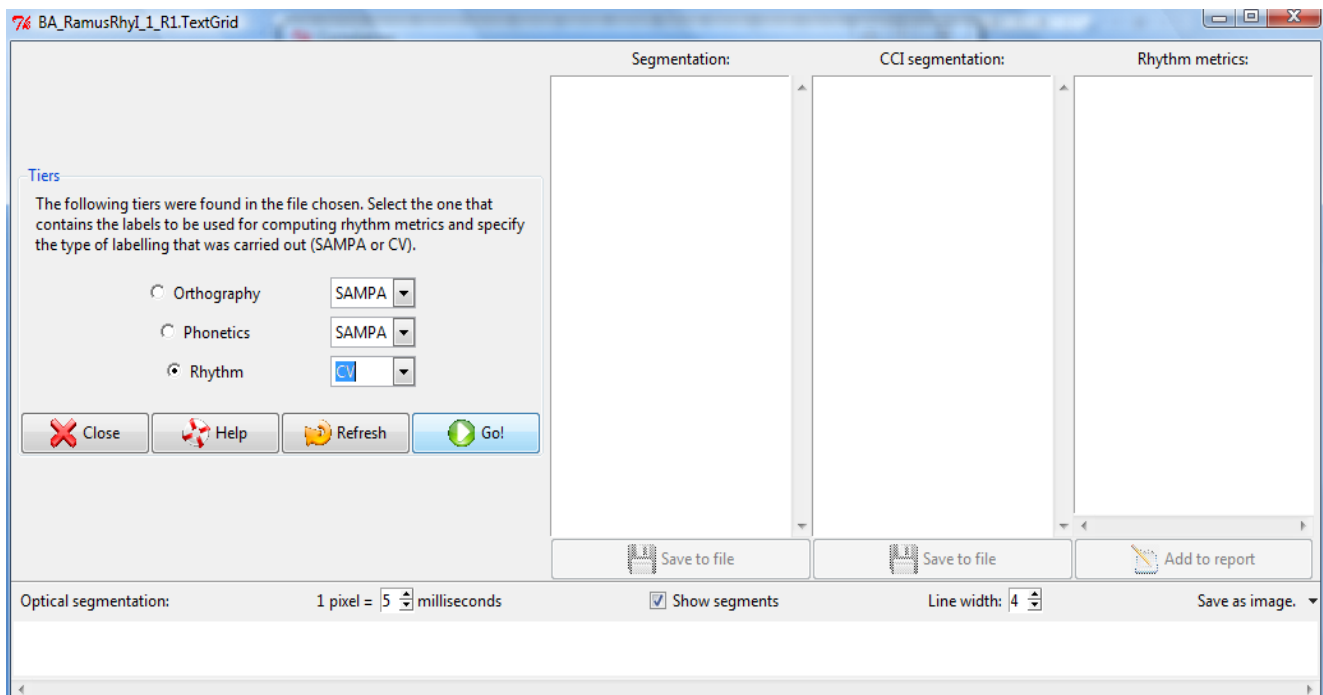 BA_RamusRhyI_1_R1.TextGrid
Segmentation:
CCI segmentation:
Rhythm metrics:
Tiers
The following tiers were found in the file chosen. Select the one that
contains the labels to be used for computing rhythm metrics and specify
the type of labelling that was carried out (SAMPA or CV).
Orthography SAMPA
Phonetics SAMPA
Rhythm CV
Close Help Refresh Go!
Save to file
Save to file
Add to report
Optical segmentation: 1 pixel = 5 milliseconds Show segments Line width: 4 Save as image.